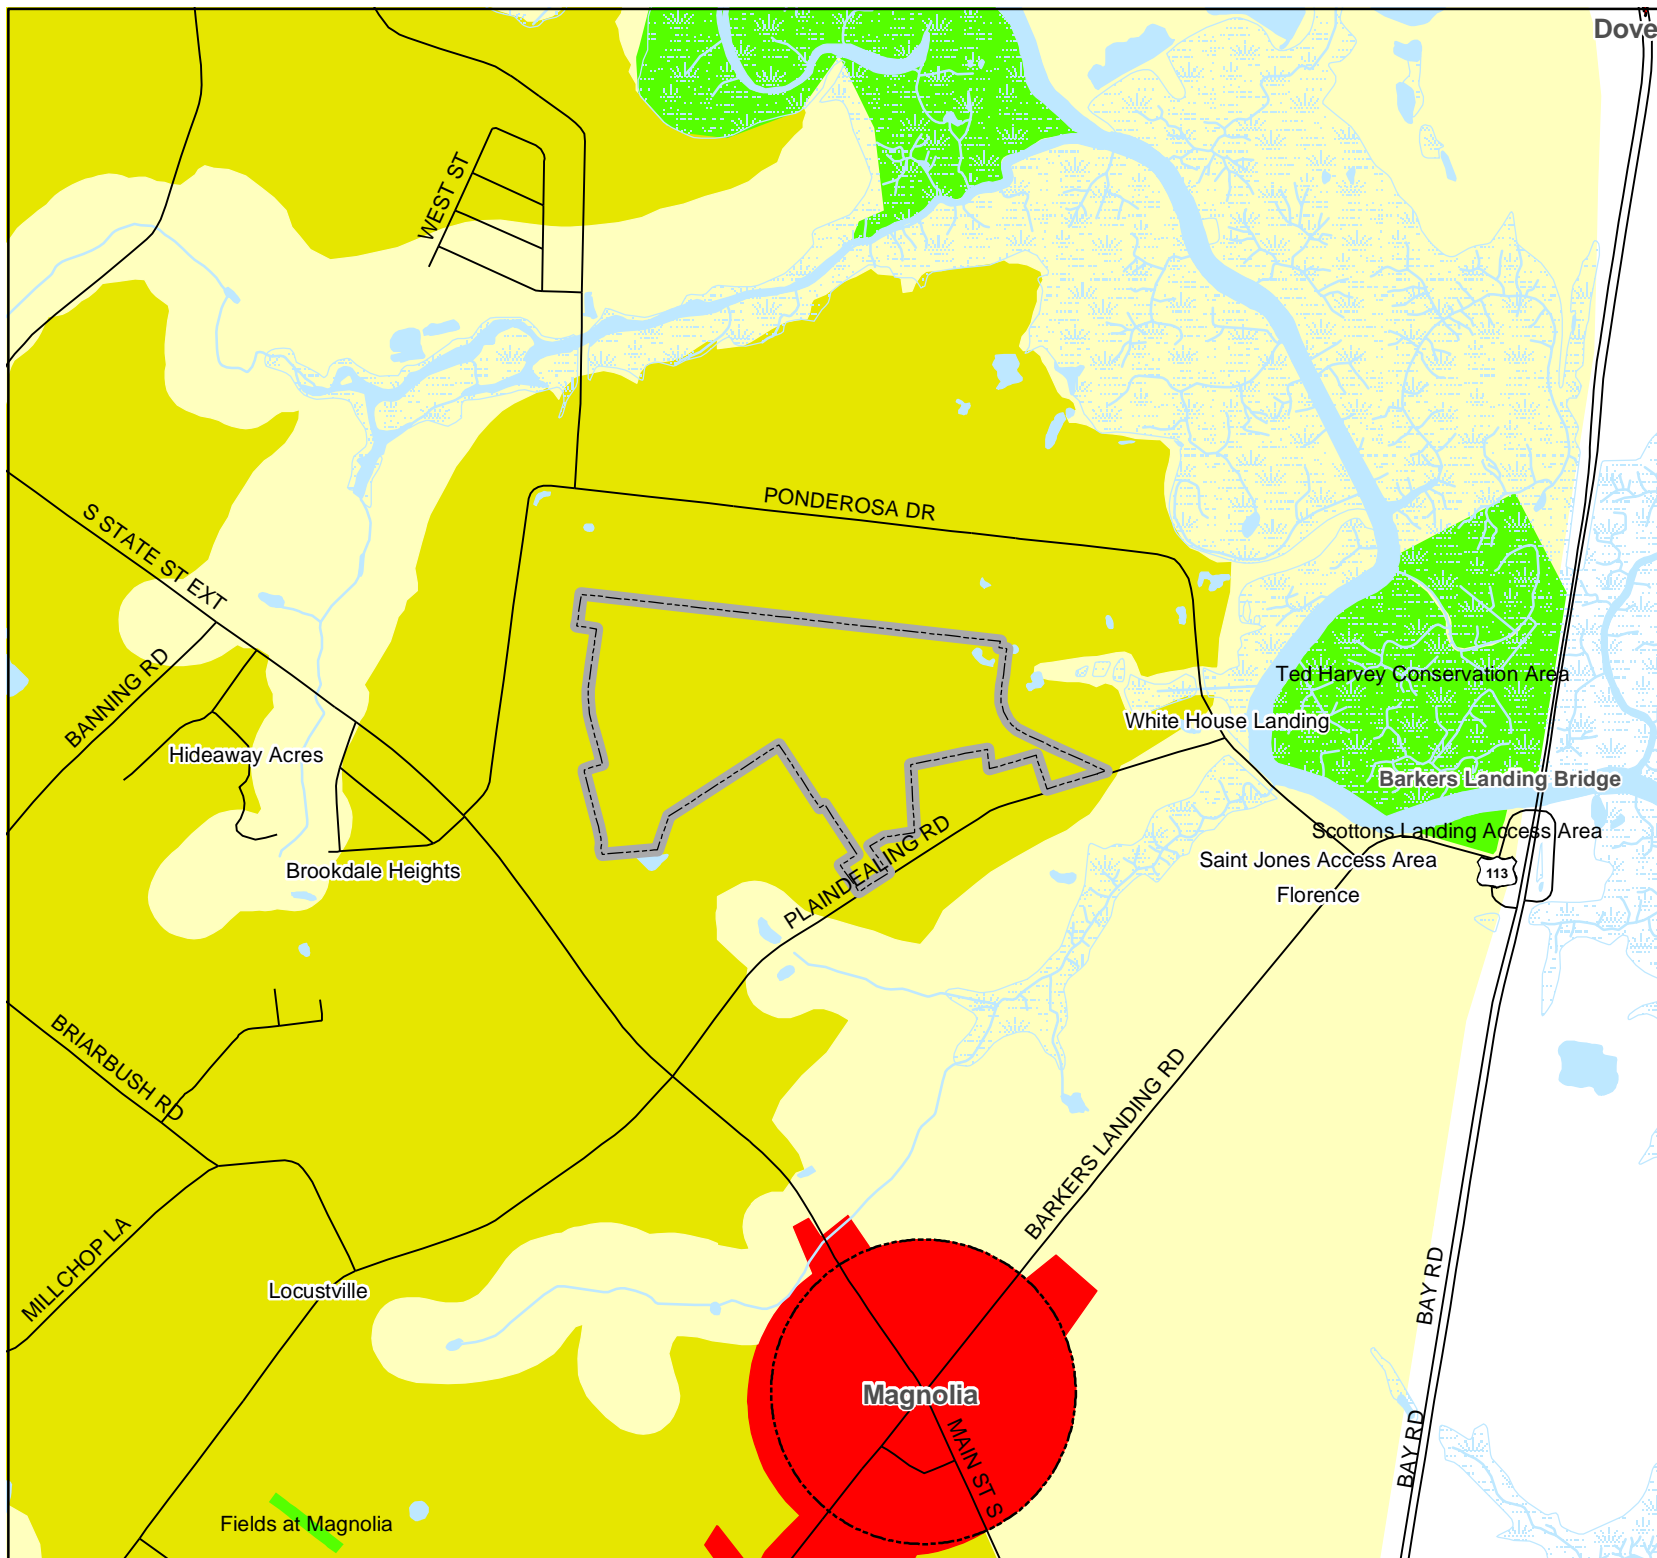 Dove
WEST ST
PONDEROSA DR
S STATE ST EXT
BANNING RD
Ted Harvey Conservation Area
White House Landing
Hideaway Acres
Barkers Landing Bridge
Scottons Landing Access Area
Saint Jones Access Area
Brookdale Heights
113
PLAINDEALING RD
Florence
BRIARBUSH RD
BARKERS LANDING RD
MILLCHOP LA
Locustville
BAY RD
Magnolia
MAIN ST S
BAY RD
Fields at Magnolia